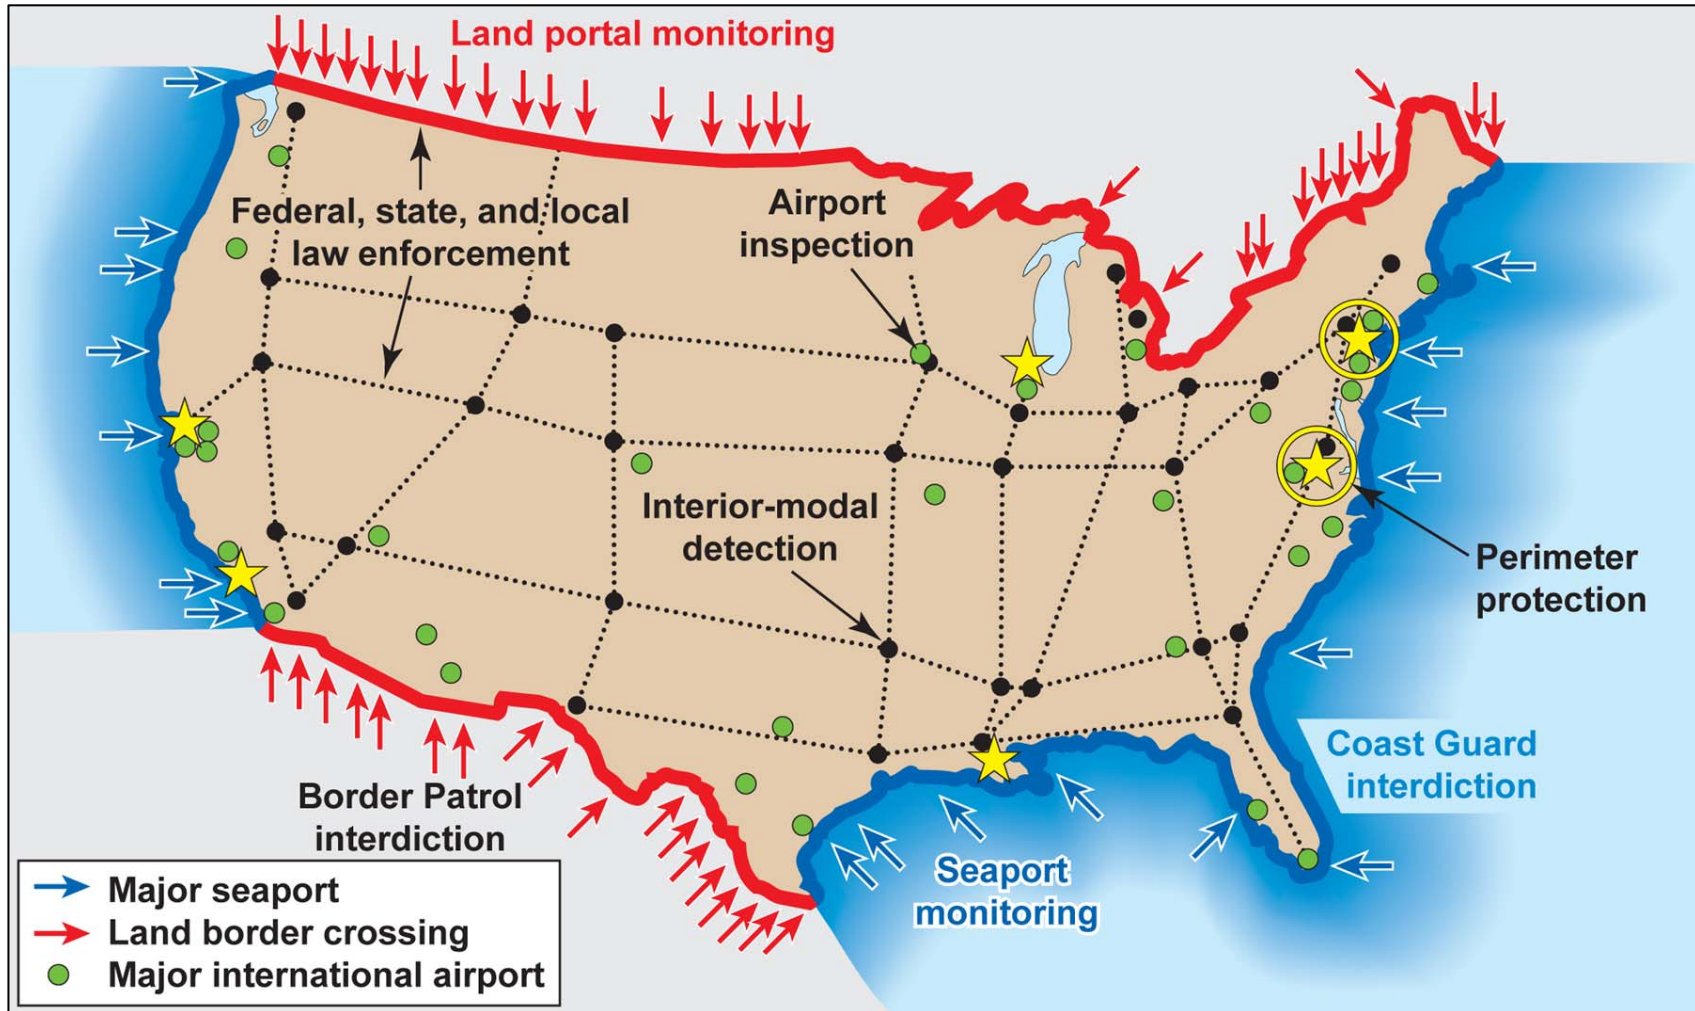 Land portal monitoring
Federal, state, and local
law enforcement
Airport
inspection
Interior-modal
detection
Perimeter
protection
Border Patrol
interdiction
Coast Guard
interdiction
Seaport
monitoring
Major seaport
Land border crossing
Major international airport